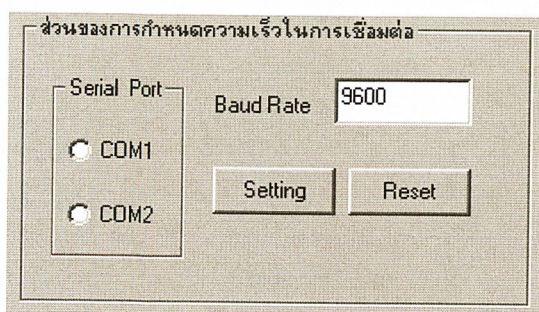 ส่วนของการกำหนดความเร็วในการเชื่อมต่อ
Serial Port
Baud Rate 9600
COM1
Setting Reset
COM2